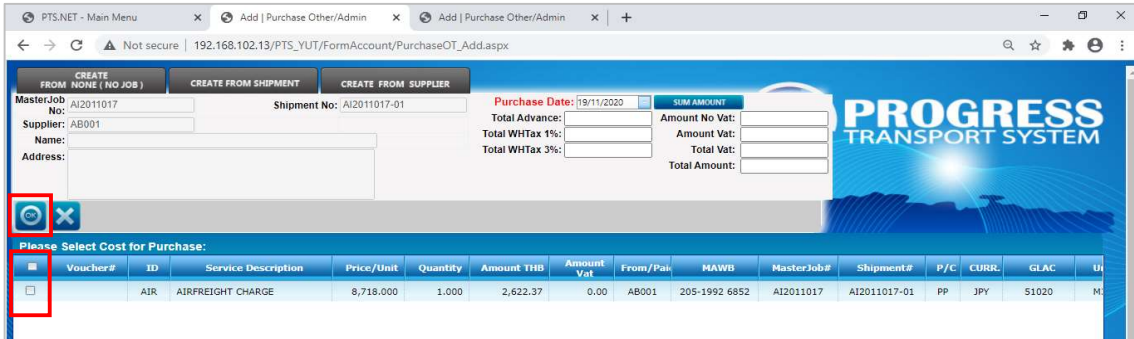 PTS.NET - Main Menu
Add | Purchase Other/Admin
Add | Purchase Other/Admin
Not secure | 192.168.102.13/PTS_YUT/FormAccount/PurchaseOT_Add.aspx
CREATE FROM NONE ( NO JOB )
CREATE FROM SHIPMENT
CREATE FROM SUPPLIER
MasterJob No: AI2011017
Shipment No: AI2011017-01
Purchase Date: 19/11/2020
SUM AMOUNT
Supplier: AB001
Total Advance:
Amount No Vat:
Name:
Total WHTax 1%:
Amount Vat:
Address:
Total WHTax 3%:
Total Vat:
Total Amount:
PROGRESS
TRANSPORT SYSTEM
OK
Please Select Cost for Purchase:
Voucher# ID Service Description Price/Unit Quantity Amount THB Amount Vat From/Pai MAWB MasterJob# Shipment# P/C CURR. GLAC
AIR AIRFREIGHT CHARGE 8,718.000 1.000 2,622.37 0.00 AB001 205-1992 6852 AI2011017 AI2011017-01 PP JPY 51020